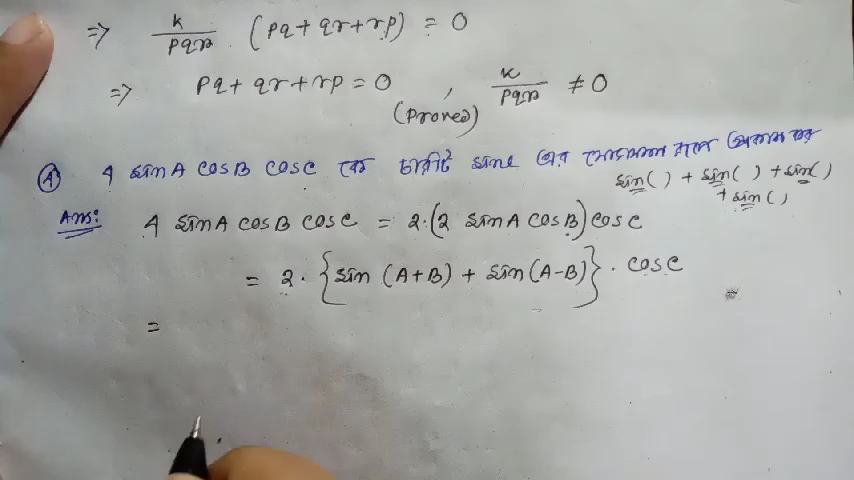 ⇒ k/pqr . (pq + qr + rp) = 0
⇒ pq + qr + rp = 0 , k/pqr ≠ 0
(Proved)
④ 4 sinA cosB cosC কে চারটি sine এর যোগফল রূপে প্রকাশ কর
sin( ) + sin( ) + sin( )
+ sin( )
Ans: 4 sinA cosB cosC = 2.(2 sinA cosB) cosC
= 2. {sin (A+B) + sin(A-B)} . cosC
=